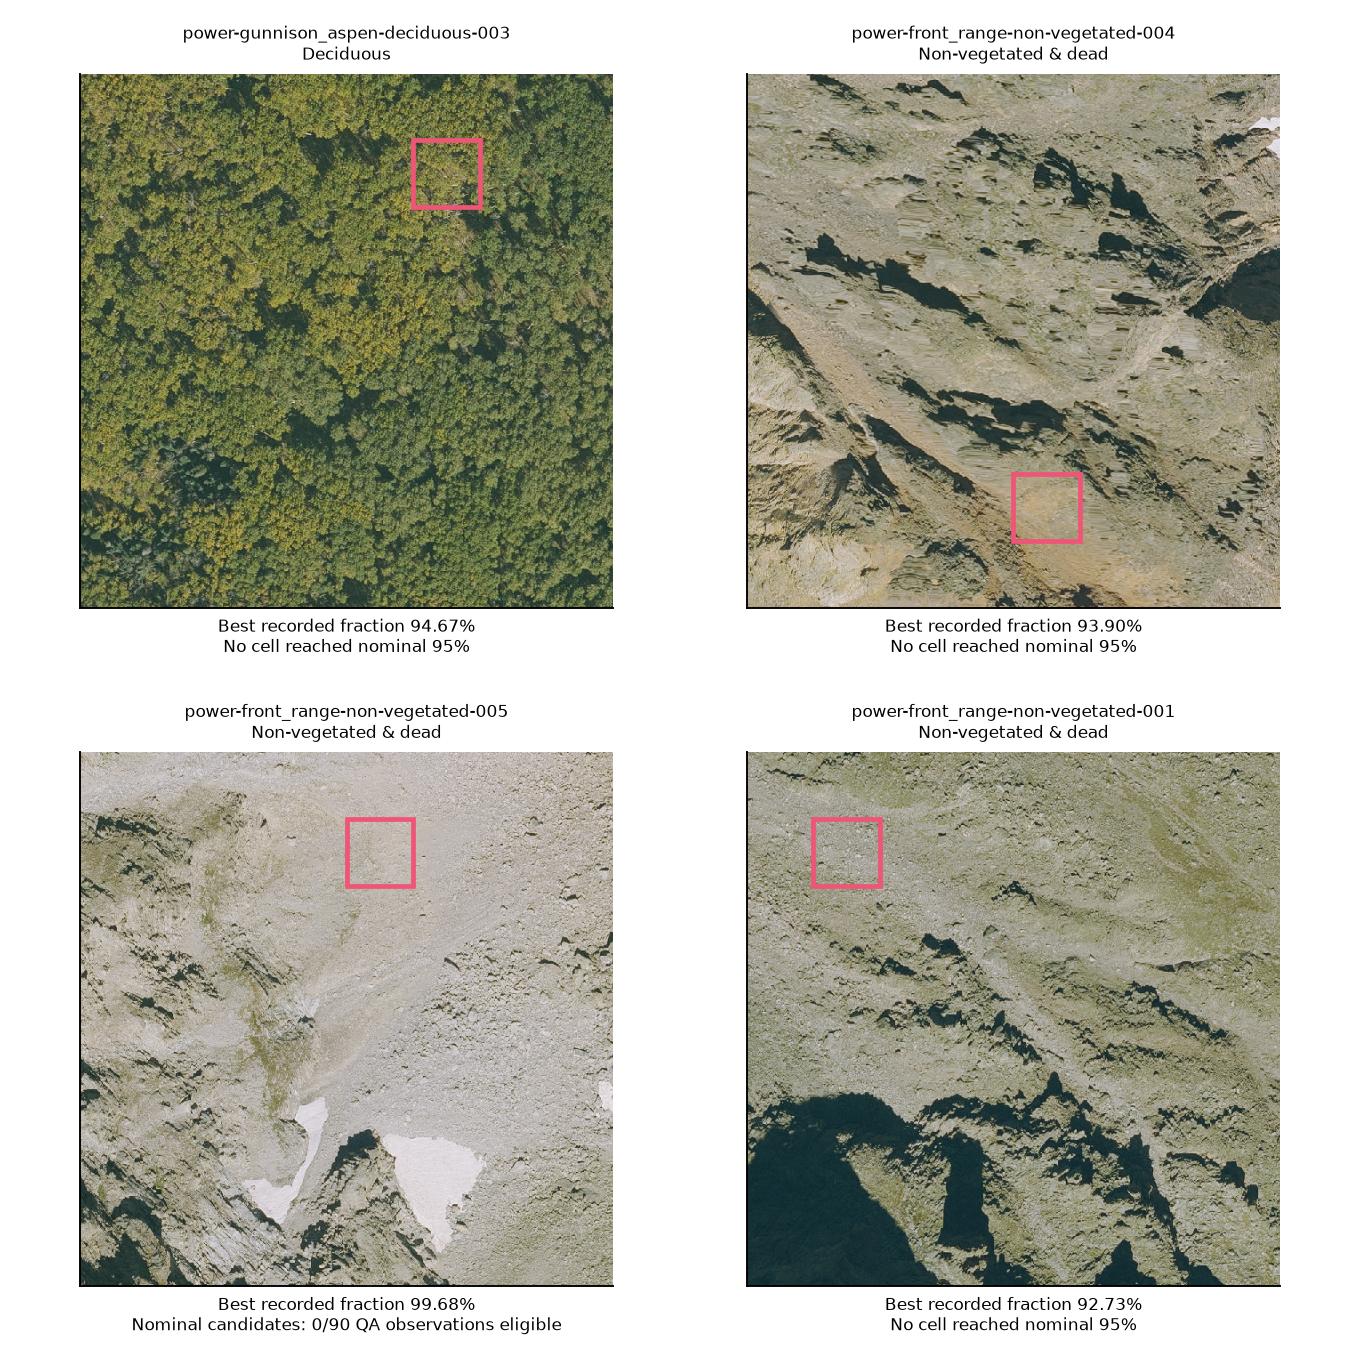 power-gunnison_aspen-deciduous-003
Deciduous
Best recorded fraction 94.67%
No cell reached nominal 95%
power-front_range-non-vegetated-004
Non-vegetated & dead
Best recorded fraction 93.90%
No cell reached nominal 95%
power-front_range-non-vegetated-005
Non-vegetated & dead
Best recorded fraction 99.68%
Nominal candidates: 0/90 QA observations eligible
power-front_range-non-vegetated-001
Non-vegetated & dead
Best recorded fraction 92.73%
No cell reached nominal 95%